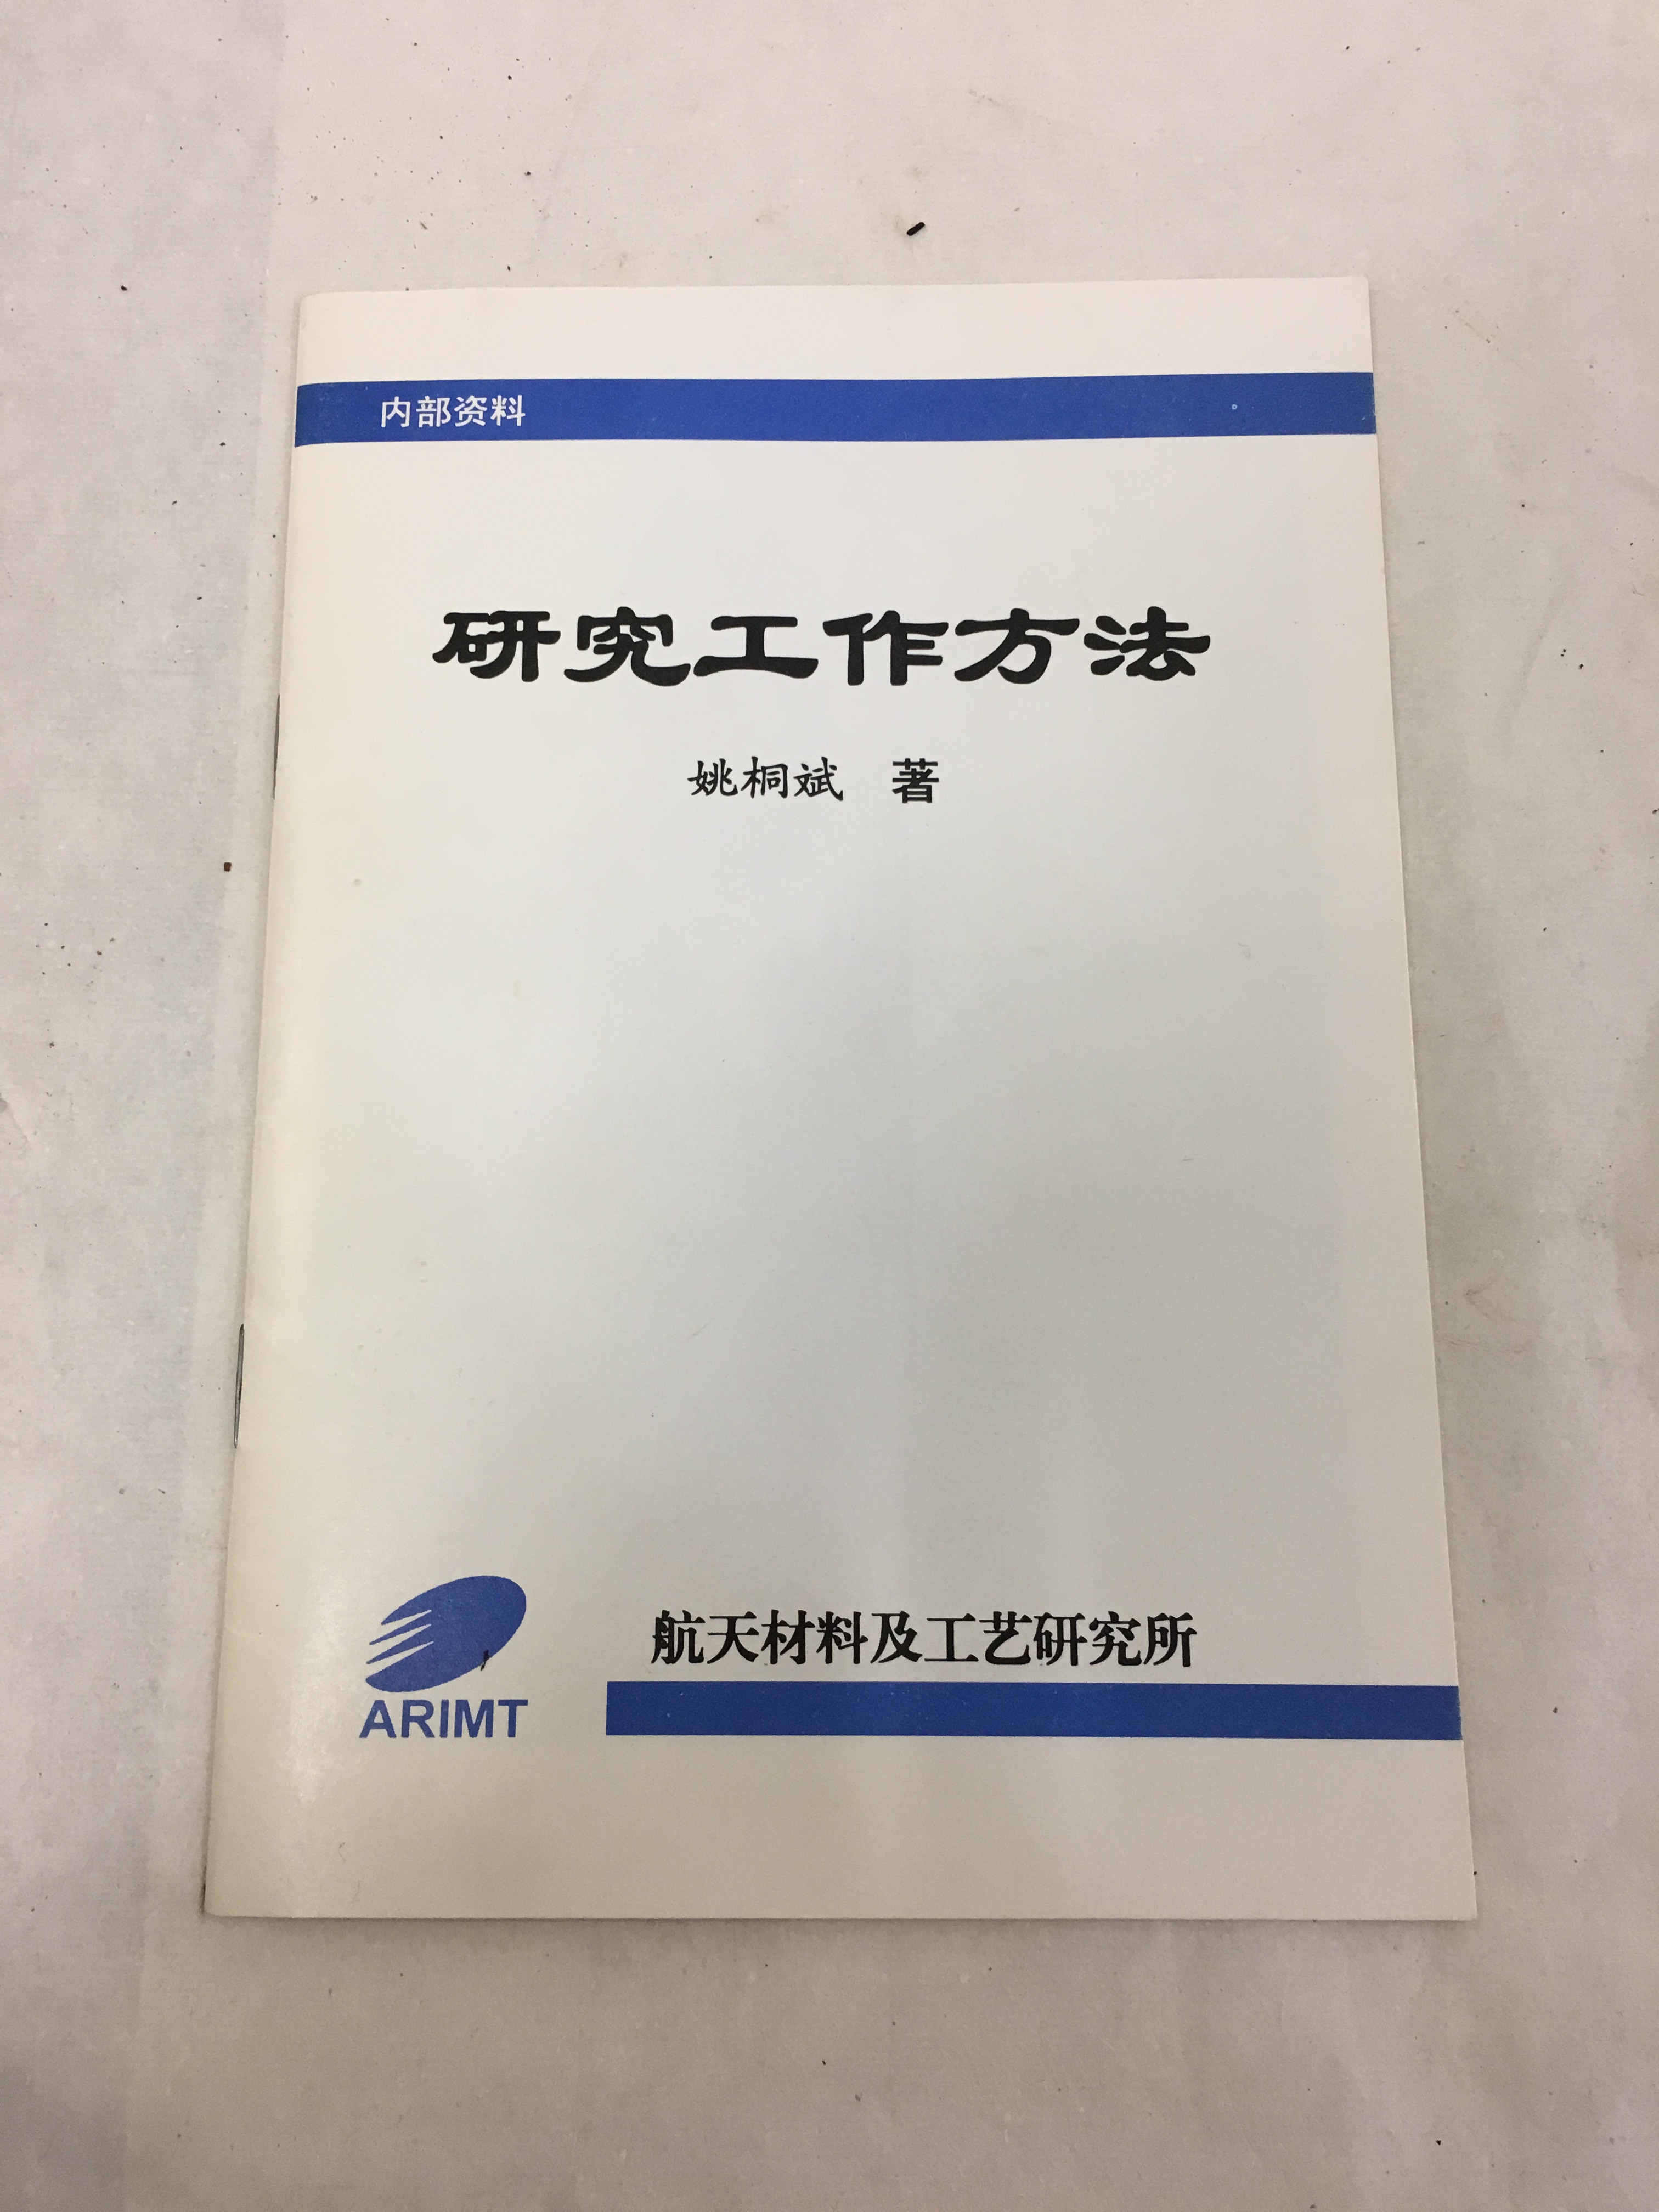 内部资料
研究工作方法
姚桐斌 著
航天材料及工艺研究所
ARIMT